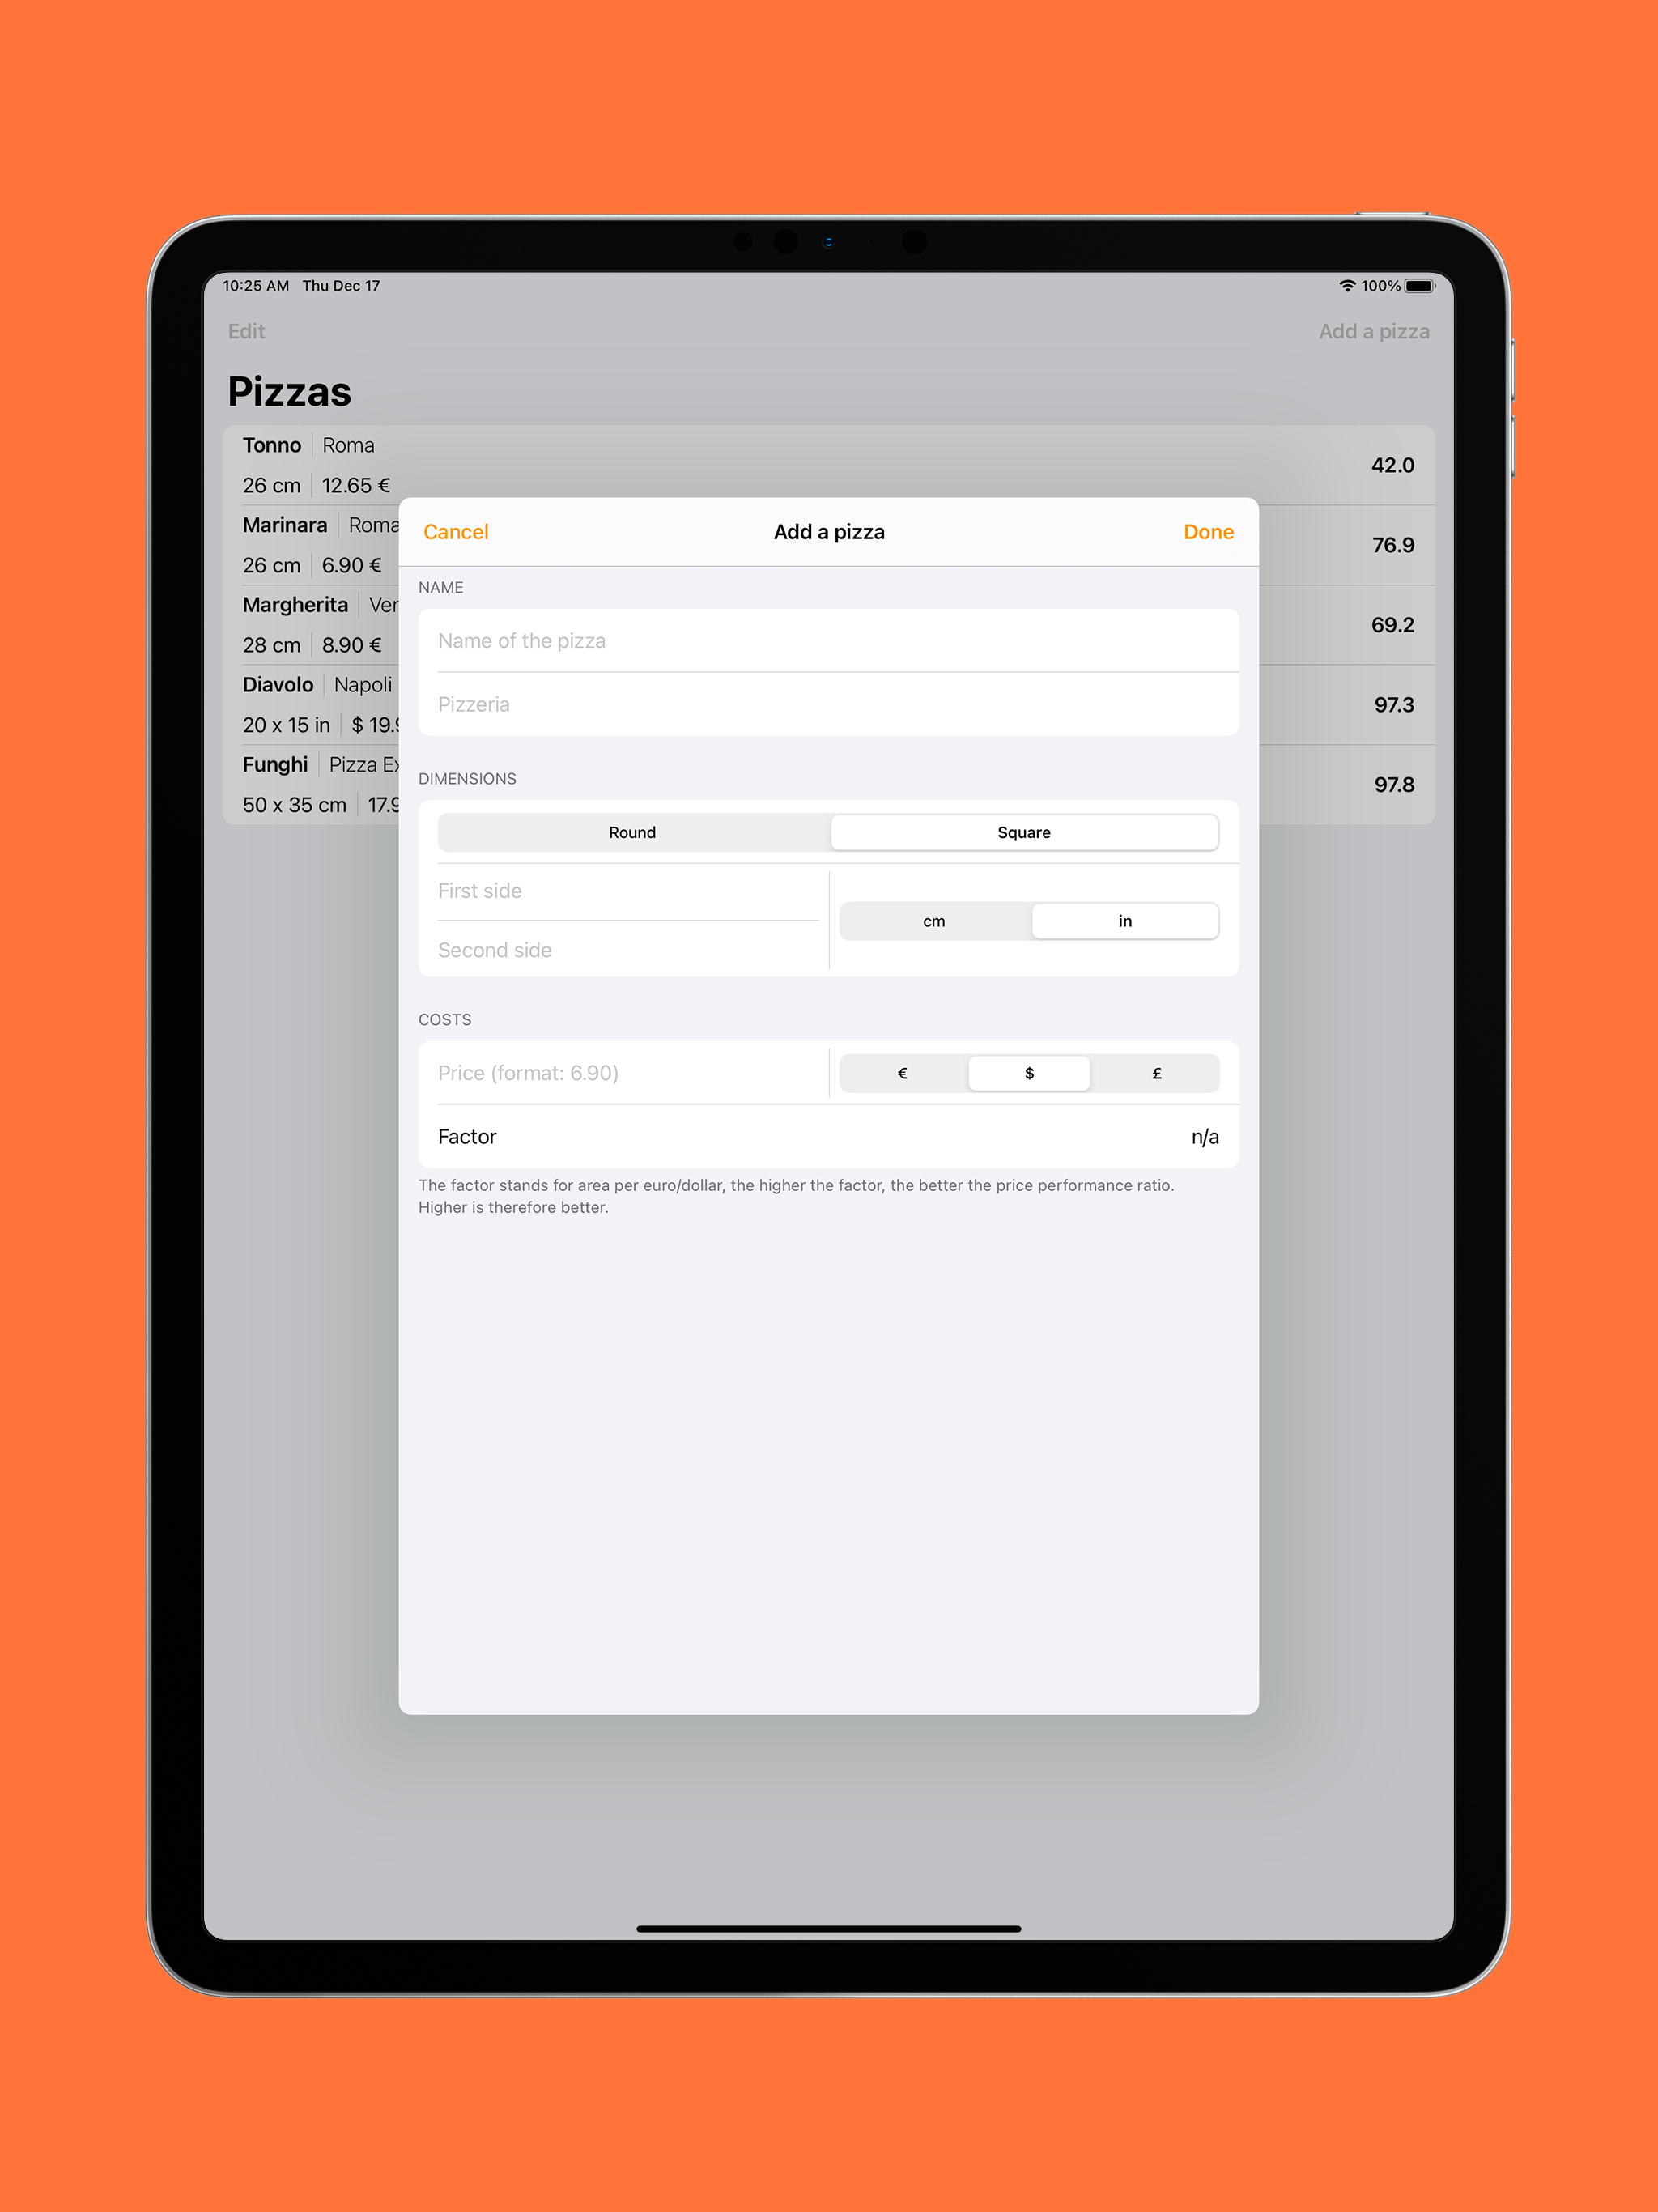 10:25 AM Thu Dec 17 100%
Edit Add a pizza
Pizzas
Tonno Roma
42.0
26 cm 12.65 €
Marinara Roma
76.9
26 cm 6.90 €
Margherita
69.2
28 cm 8.90 €
Diavolo Napoli
97.3
20 x 15 in $
Funghi Pizza
97.8
50 x 35 cm
Cancel Add a pizza Done
NAME
Name of the pizza
Pizzeria
DIMENSIONS
Round Square
First side
cm in
Second side
COSTS
Price (format: 6.90) € $ £
Factor n/a
The factor stands for area per euro/dollar, the higher the factor, the better the price performance ratio.
Higher is therefore better.